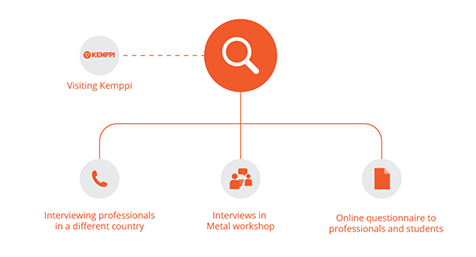 KEMPPI
Visiting Kemppi
Interviewing professionals
in a different country
Interviews in
Metal workshop
Online questionnaire to
professionals and students